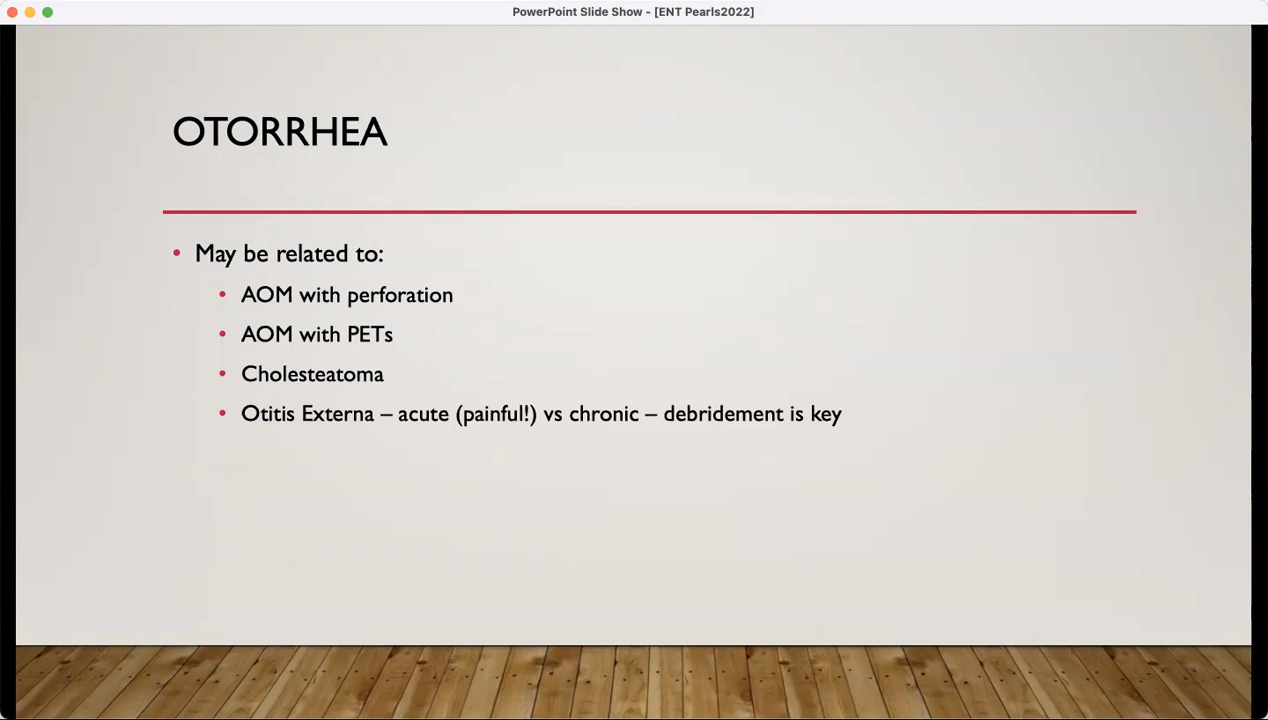 PowerPoint Slide Show - [ENT Pearls2022]
OTORRHEA
• May be related to:
• AOM with perforation
• AOM with PETs
• Cholesteatoma
• Otitis Externa – acute (painful!) vs chronic – debridement is key